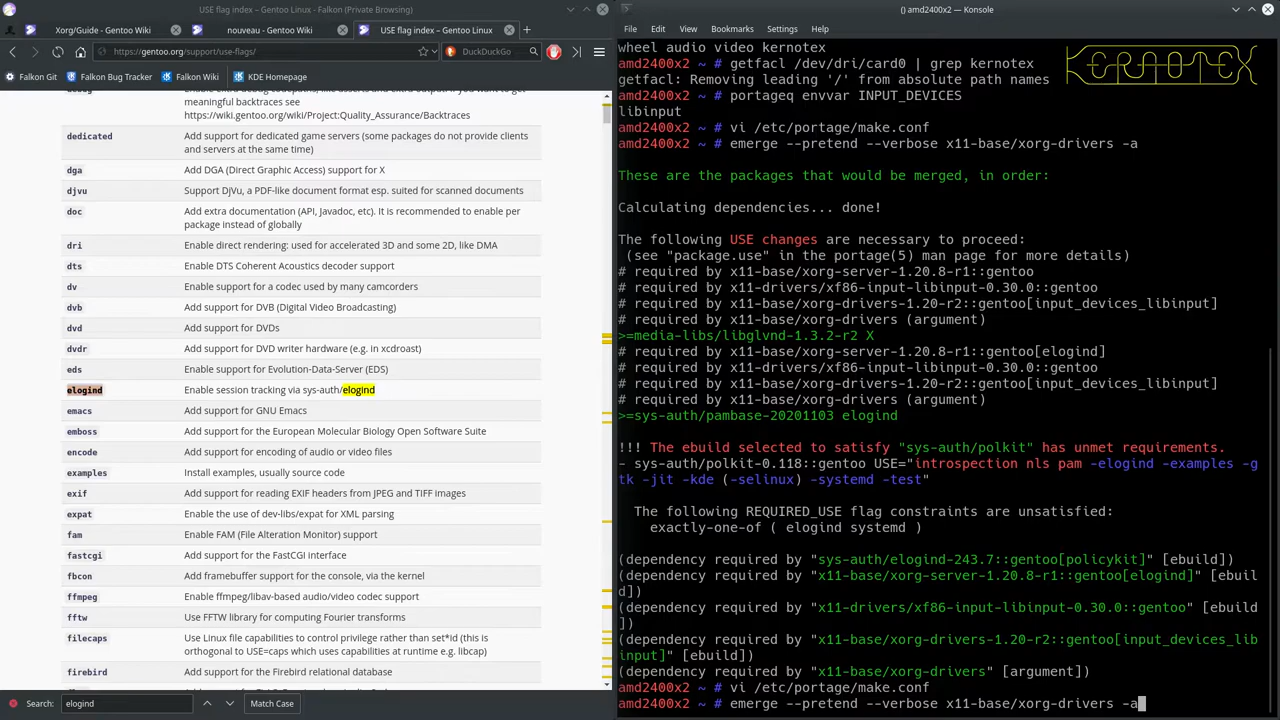 USE flag index – Gentoo Linux - Falkon (Private Browsing)
Xorg/Guide - Gentoo Wiki
nouveau - Gentoo Wiki
USE flag index – Gentoo Linux
https://gentoo.org/support/use-flags/
DuckDuckGo
Falkon Git
Falkon Bug Tracker
Falkon Wiki
KDE Homepage
meaningful backtraces see
https://wiki.gentoo.org/wiki/Project:Quality_Assurance/Backtraces
dedicated Add support for dedicated game servers (some packages do not provide clients
and servers at the same time)
dga Add DGA (Direct Graphic Access) support for X
djvu Support DjVu, a PDF-like document format esp. suited for scanned documents
doc Add extra documentation (API, Javadoc, etc). It is recommended to enable per
package instead of globally
dri Enable direct rendering: used for accelerated 3D and some 2D, like DMA
dts Enable DTS Coherent Acoustics decoder support
dv Enable support for a codec used by many camcorders
dvb Add support for DVB (Digital Video Broadcasting)
dvd Add support for DVDs
dvdr Add support for DVD writer hardware (e.g. in xcdroast)
eds Enable support for Evolution-Data-Server (EDS)
elogind Enable session tracking via sys-auth/elogind
emacs Add support for GNU Emacs
emboss Add support for the European Molecular Biology Open Software Suite
encode Add support for encoding of audio or video files
examples Install examples, usually source code
exif Add support for reading EXIF headers from JPEG and TIFF images
expat Enable the use of dev-libs/expat for XML parsing
fam Enable FAM (File Alteration Monitor) support
fastcgi Add support for the FastCGI interface
fbcon Add framebuffer support for the console, via the kernel
ffmpeg Enable ffmpeg/libav-based audio/video codec support
fftw Use FFTW library for computing Fourier transforms
filecaps Use Linux file capabilities to control privilege rather than set*id (this is
orthogonal to USE=caps which uses capabilities at runtime e.g. libcap)
firebird Add support for the Firebird relational database
Search: elogind Match Case
() amd2400x2 — Konsole
File Edit View Bookmarks Settings Help
KERNOTEX
wheel audio video kernotex
amd2400x2 ~ # getfacl /dev/dri/card0 | grep kernotex
getfacl: Removing leading '/' from absolute path names
amd2400x2 ~ # portageq envvar INPUT_DEVICES
libinput
amd2400x2 ~ # vi /etc/portage/make.conf
amd2400x2 ~ # emerge --pretend --verbose x11-base/xorg-drivers -a
These are the packages that would be merged, in order:
Calculating dependencies... done!
The following USE changes are necessary to proceed:
(see "package.use" in the portage(5) man page for more details)
# required by x11-base/xorg-server-1.20.8-r1::gentoo
# required by x11-drivers/xf86-input-libinput-0.30.0::gentoo
# required by x11-base/xorg-drivers-1.20-r2::gentoo[input_devices_libinput]
# required by x11-base/xorg-drivers (argument)
>=media-libs/libglvnd-1.3.2-r2 X
# required by x11-base/xorg-server-1.20.8-r1::gentoo[elogind]
# required by x11-drivers/xf86-input-libinput-0.30.0::gentoo
# required by x11-base/xorg-drivers-1.20-r2::gentoo[input_devices_libinput]
# required by x11-base/xorg-drivers (argument)
>=sys-auth/pambase-20201103 elogind
!!! The ebuild selected to satisfy "sys-auth/polkit" has unmet requirements.
- sys-auth/polkit-0.118::gentoo USE="introspection nls pam -elogind -examples -g
tk -jit -kde (-selinux) -systemd -test"
The following REQUIRED_USE flag constraints are unsatisfied:
exactly-one-of ( elogind systemd )
(dependency required by "sys-auth/elogind-243.7::gentoo[policykit]" [ebuild])
(dependency required by "x11-base/xorg-server-1.20.8-r1::gentoo[elogind]" [ebuil
d])
(dependency required by "x11-drivers/xf86-input-libinput-0.30.0::gentoo" [ebuild
])
(dependency required by "x11-base/xorg-drivers-1.20-r2::gentoo[input_devices_lib
input]" [ebuild])
(dependency required by "x11-base/xorg-drivers" [argument])
amd2400x2 ~ # vi /etc/portage/make.conf
amd2400x2 ~ # emerge --pretend --verbose x11-base/xorg-drivers -a